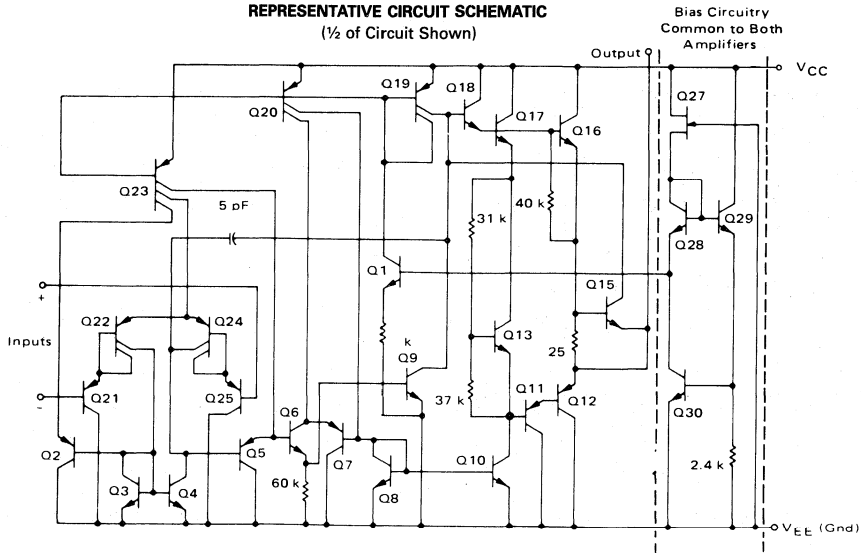 REPRESENTATIVE CIRCUIT SCHEMATIC
(½ of Circuit Shown)
Bias Circuitry
Common to Both
Amplifiers
Output
VCC
Q19
Q18
Q27
Q20
Q17
Q16
Q23
5 pF
31 k
40 k
Q28
Q29
Q1
+
Q15
Q22
Q24
k
Q13
Inputs
25
Q9
–
Q21
Q25
37 k
Q11
Q12
Q30
Q6
Q2
Q5
Q7
Q10
2.4 k
Q3
Q4
60 k
Q8
VEE (Gnd)